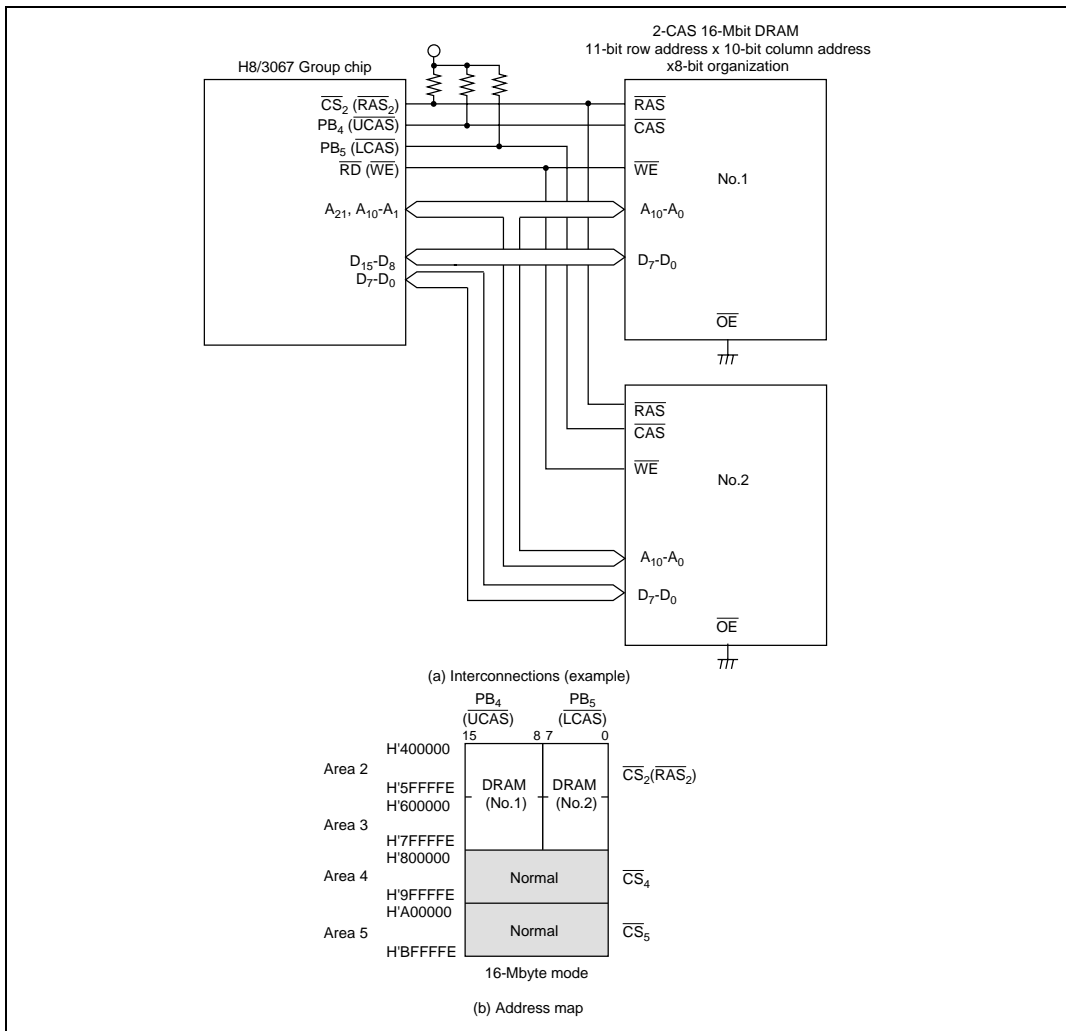 2-CAS 16-Mbit DRAM
11-bit row address x 10-bit column address
x8-bit organization
H8/3067 Group chip
CS2 (RAS2)
PB4 (UCAS)
PB5 (LCAS)
RD (WE)
A21, A10-A1
D15-D8
D7-D0
RAS
CAS
WE
No.1
A10-A0
D7-D0
OE
RAS
CAS
WE
No.2
A10-A0
D7-D0
OE
(a) Interconnections (example)
PB4 PB5
(UCAS) (LCAS)
15 8 7 0
H'400000
Area 2
H'5FFFFE
H'600000
Area 3
H'7FFFFE
H'800000
Area 4
H'9FFFFE
H'A00000
Area 5
H'BFFFFE
DRAM
(No.1)
DRAM
(No.2)
CS2(RAS2)
Normal
CS4
Normal
CS5
16-Mbyte mode
(b) Address map